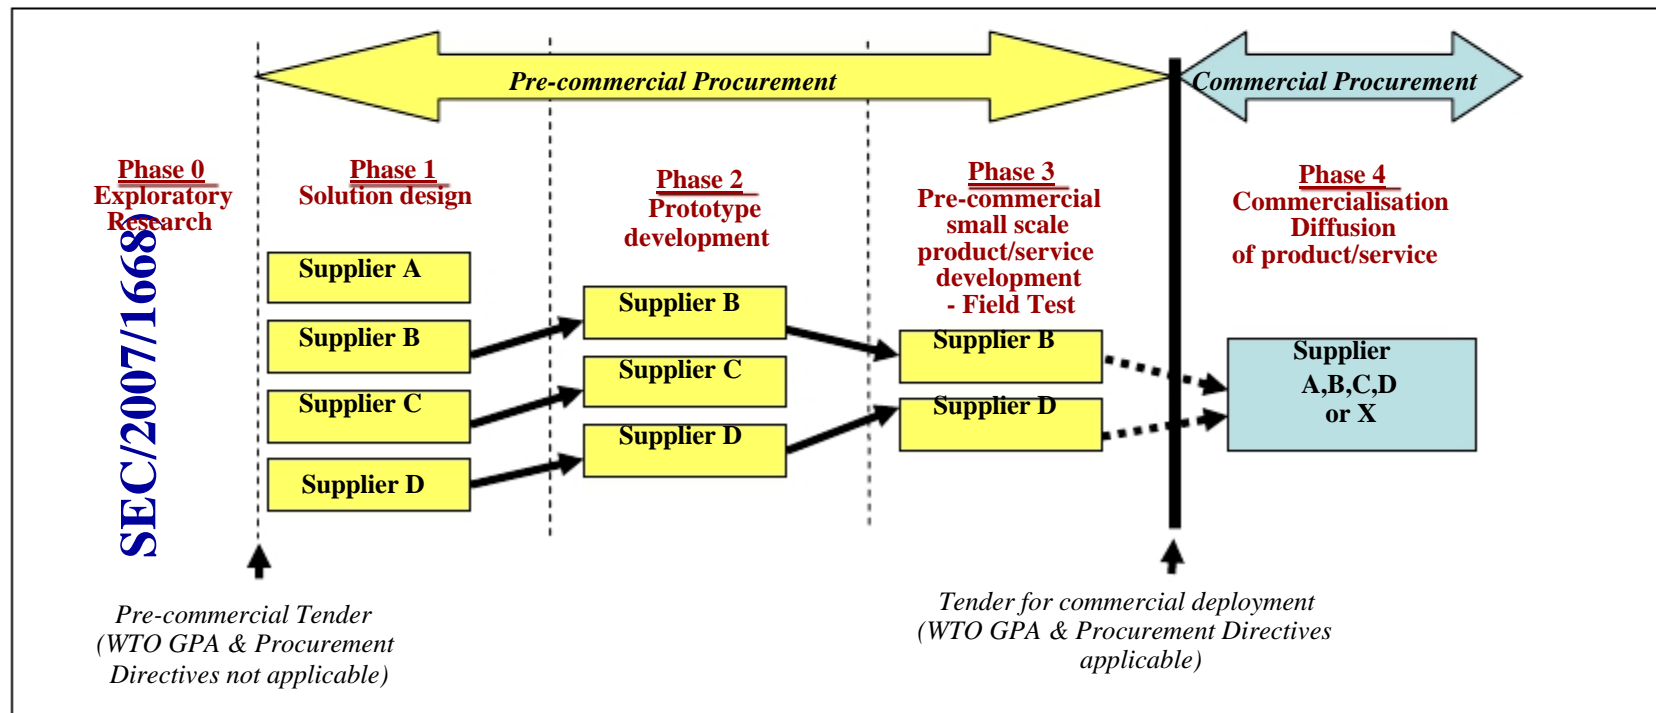 Pre-commercial Procurement
Commercial Procurement
Phase 0
Exploratory
Research
Phase 1
Solution design
Phase 2
Prototype
development
Phase 3
Pre-commercial
small scale
product/service
development
- Field Test
Phase 4
Commercialisation
Diffusion
of product/service
SEC/2007/1668)
Supplier A
Supplier B
Supplier C
Supplier D
Supplier B
Supplier C
Supplier D
Supplier B
Supplier D
Supplier
A,B,C,D
or X
Pre-commercial Tender
(WTO GPA & Procurement
Directives not applicable)
Tender for commercial deployment
(WTO GPA & Procurement Directives
applicable)